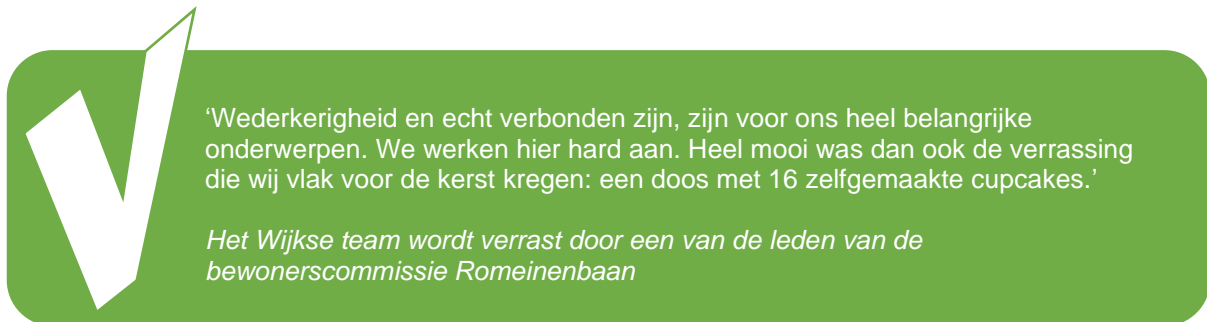 ‘Wederkerigheid en echt verbonden zijn, zijn voor ons heel belangrijke
onderwerpen. We werken hier hard aan. Heel mooi was dan ook de verrassing
die wij vlak voor de kerst kregen: een doos met 16 zelfgemaakte cupcakes.’
Het Wijkse team wordt verrast door een van de leden van de
bewonerscommissie Romeinenbaan